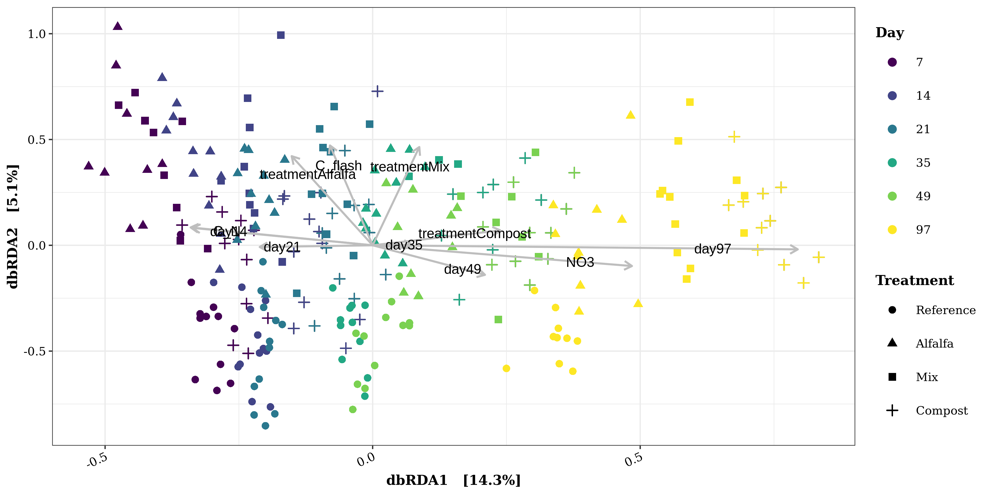 1.0
0.5
0.0
-0.5
dbRDA2 [5.1%]
-0.5
0.0
0.5
dbRDA1 [14.3%]
C_flash
treatmentMix
treatmentAlfalfa
day14
day21
day35
treatmentCompost
day97
day49
NO3
Day
7
14
21
35
49
97
Treatment
Reference
Alfalfa
Mix
Compost